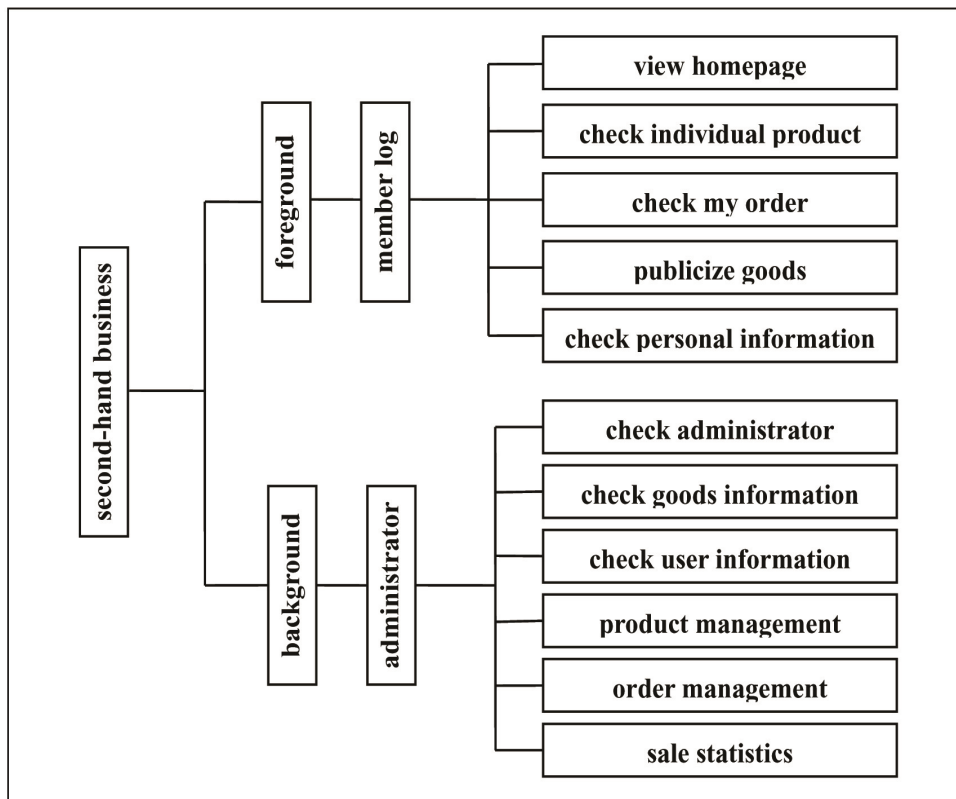 second-hand business
foreground
member log
view homepage
check individual product
check my order
publicize goods
check personal information
background
administrator
check administrator
check goods information
check user information
product management
order management
sale statistics